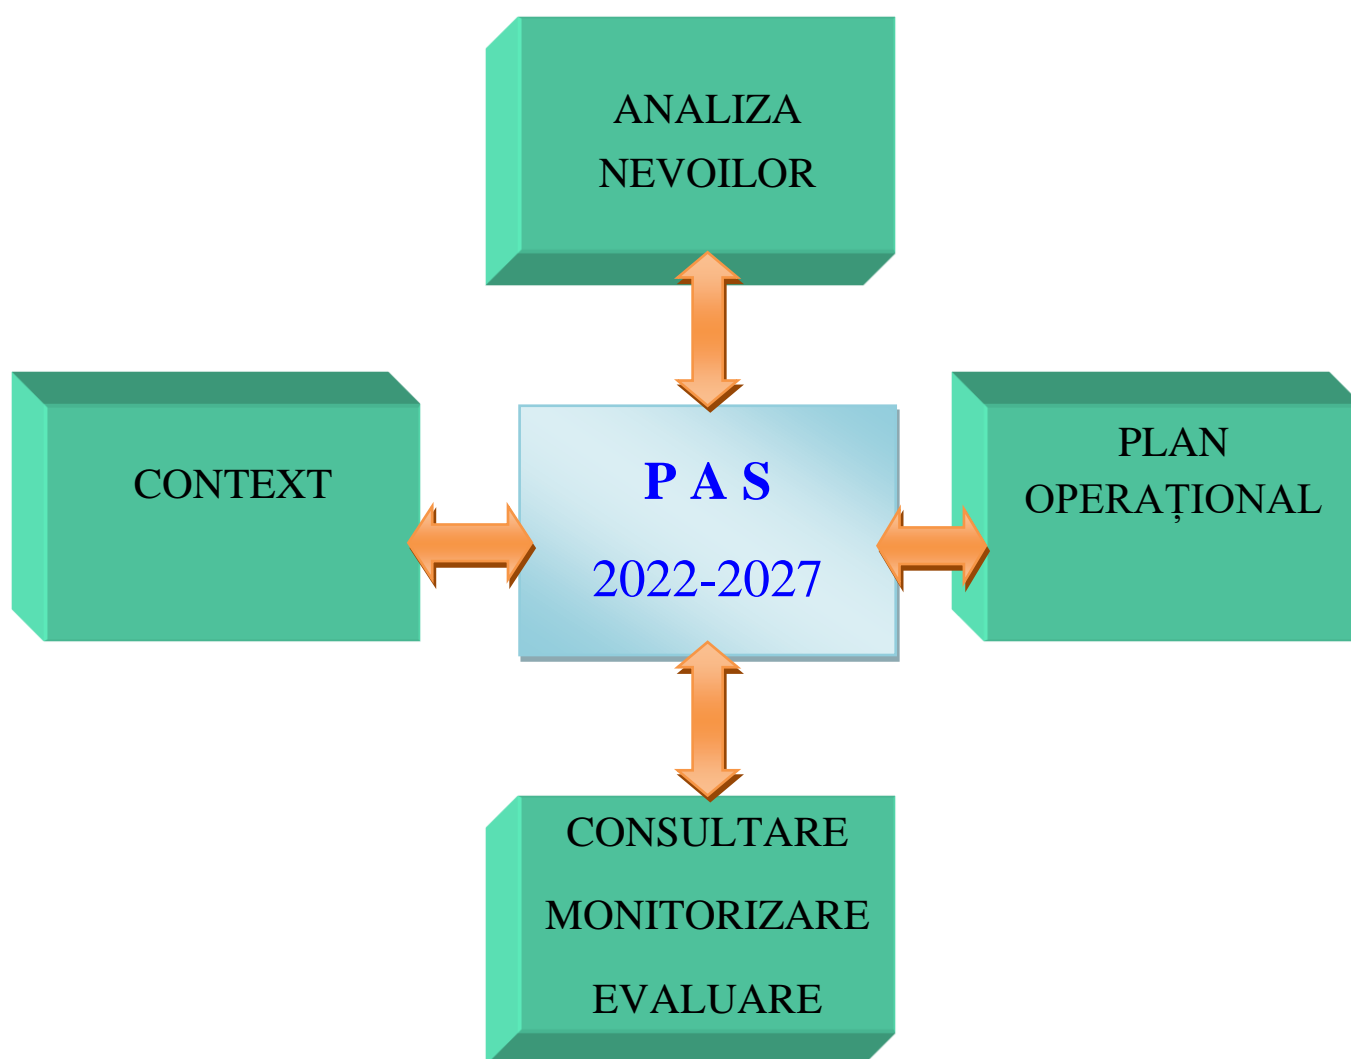 ANALIZA
NEVOILOR
CONTEXT
P A S
2022-2027
PLAN
OPERAȚIONAL
CONSULTARE
MONITORIZARE
EVALUARE